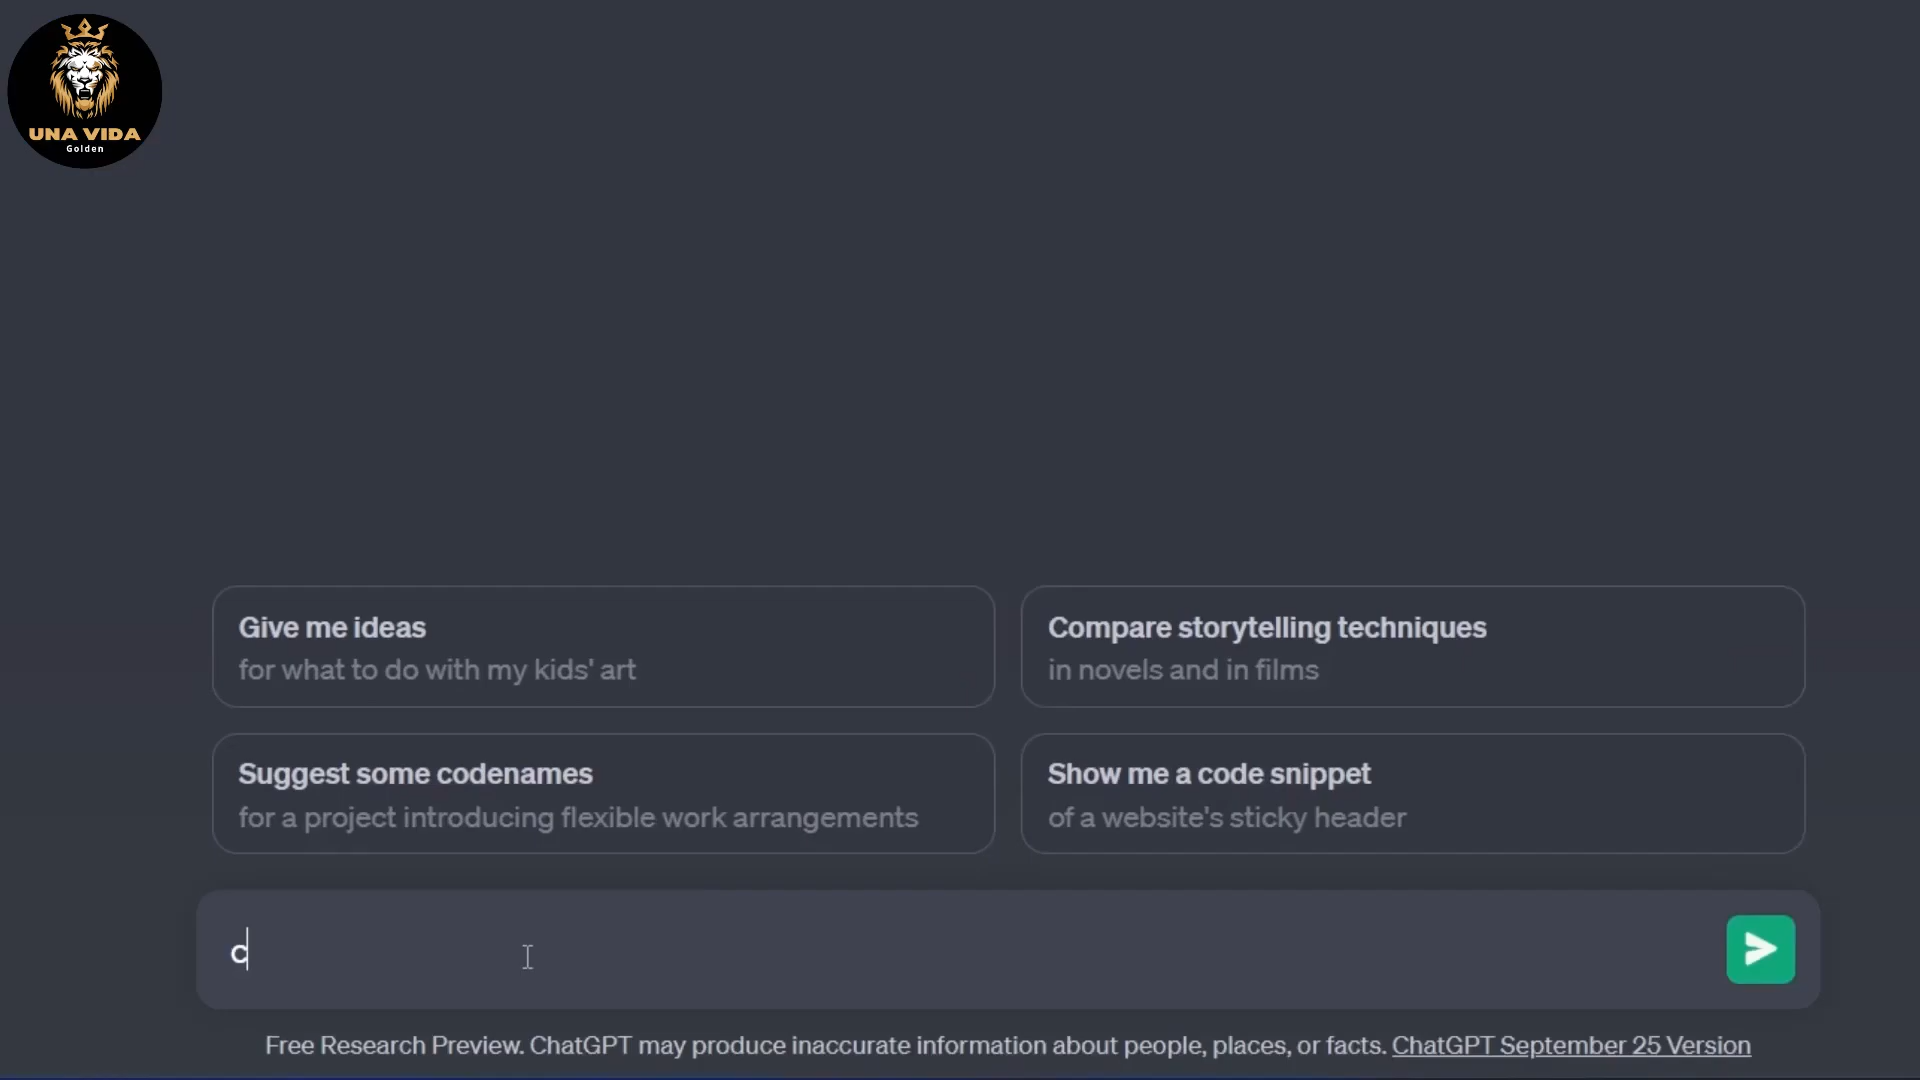 UNA VIDA
Golden
Give me ideas
for what to do with my kids' art
Compare storytelling techniques
in novels and in films
Suggest some codenames
for a project introducing flexible work arrangements
Show me a code snippet
of a website's sticky header
c
Free Research Preview. ChatGPT may produce inaccurate information about people, places, or facts. ChatGPT September 25 Version